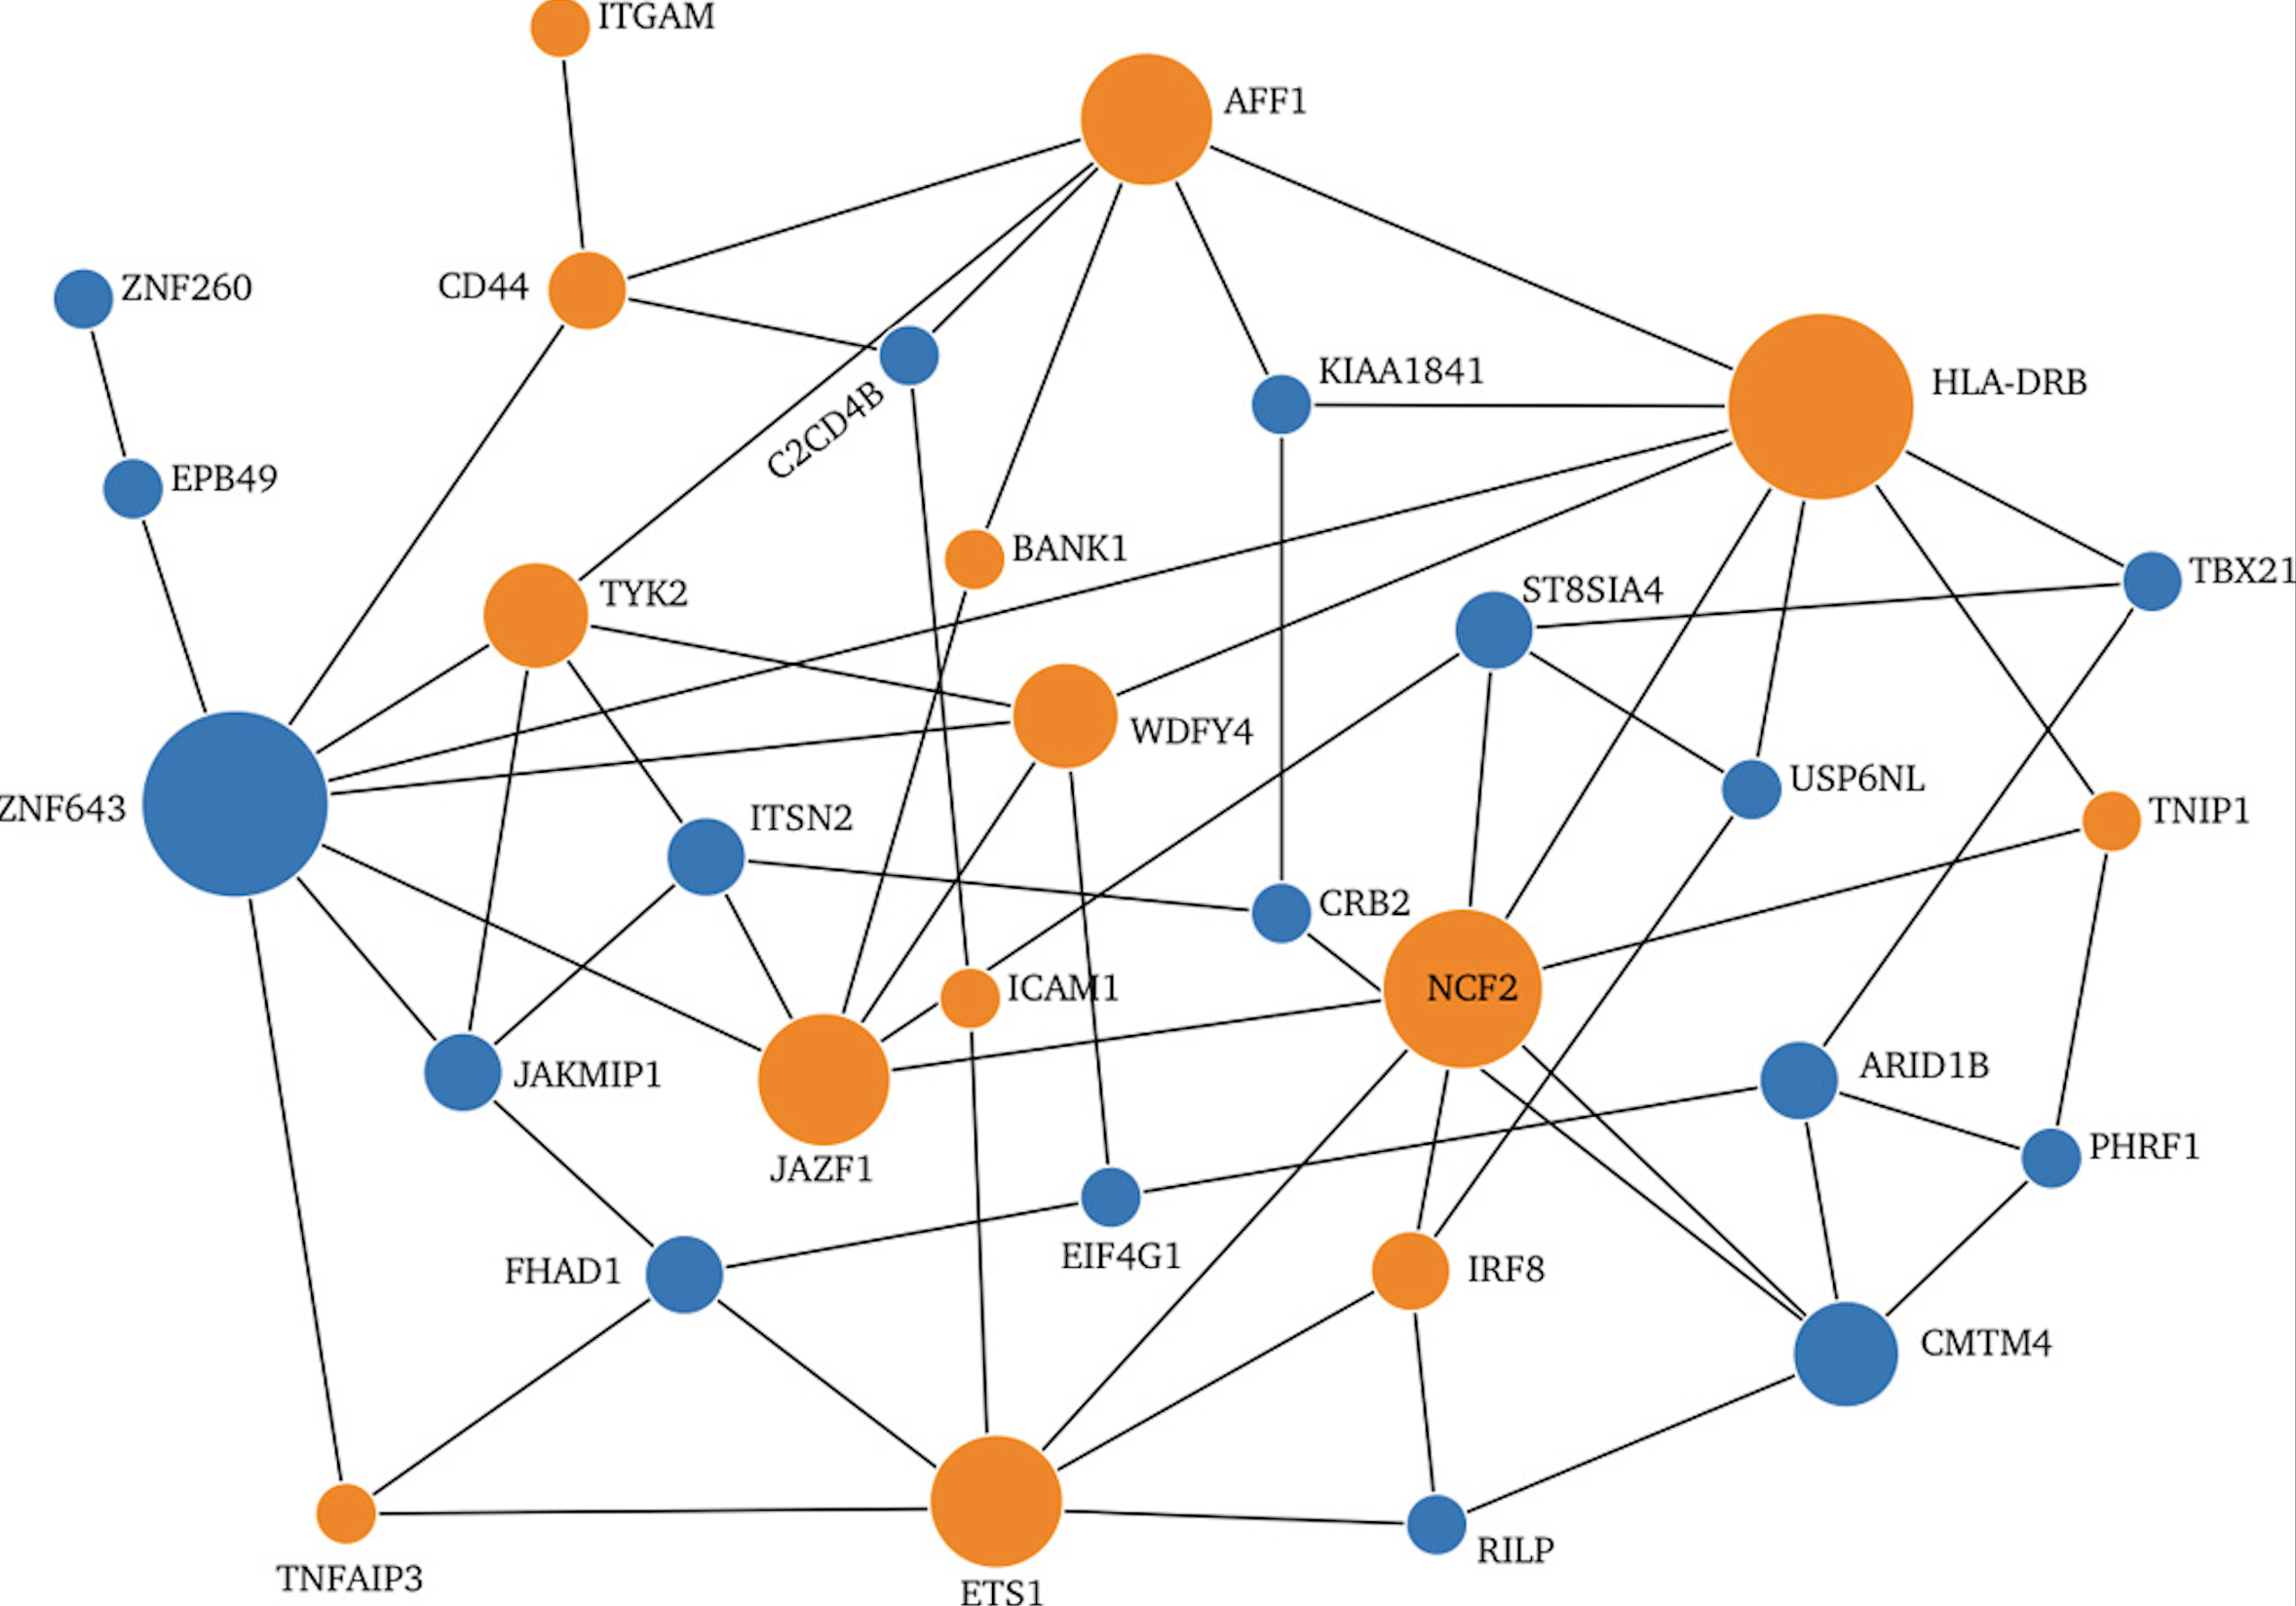 ITGAM
AFF1
ZNF260
CD44
KIAA1841
HLA-DRB
C2CD4B
EPB49
BANK1
TYK2
ST8SIA4
TBX21
WDFY4
USP6NL
ZNF643
ITSN2
TNIP1
CRB2
ICAM1
NCF2
JAKMIP1
ARID1B
PHRF1
JAZF1
EIF4G1
FHAD1
IRF8
CMTM4
RILP
TNFAIP3
ETS1